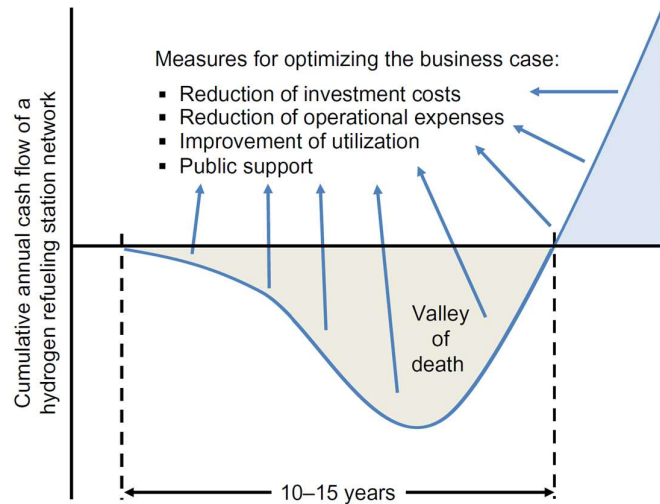 Measures for optimizing the business case:
▪ Reduction of investment costs
▪ Reduction of operational expenses
▪ Improvement of utilization
▪ Public support
Cumulative annual cash flow of a
hydrogen refueling station network
Valley
of
death
10–15 years